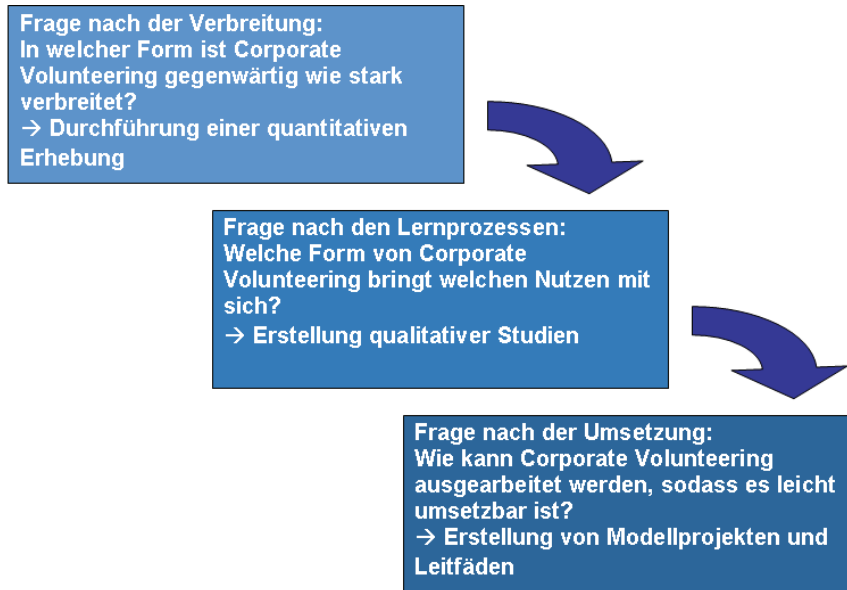 Frage nach der Verbreitung:
In welcher Form ist Corporate
Volunteering gegenwärtig wie stark
verbreitet?
→ Durchführung einer quantitativen
Erhebung
Frage nach den Lernprozessen:
Welche Form von Corporate
Volunteering bringt welchen Nutzen mit
sich?
→ Erstellung qualitativer Studien
Frage nach der Umsetzung:
Wie kann Corporate Volunteering
ausgearbeitet werden, sodass es leicht
umsetzbar ist?
→ Erstellung von Modellprojekten und
Leitfäden